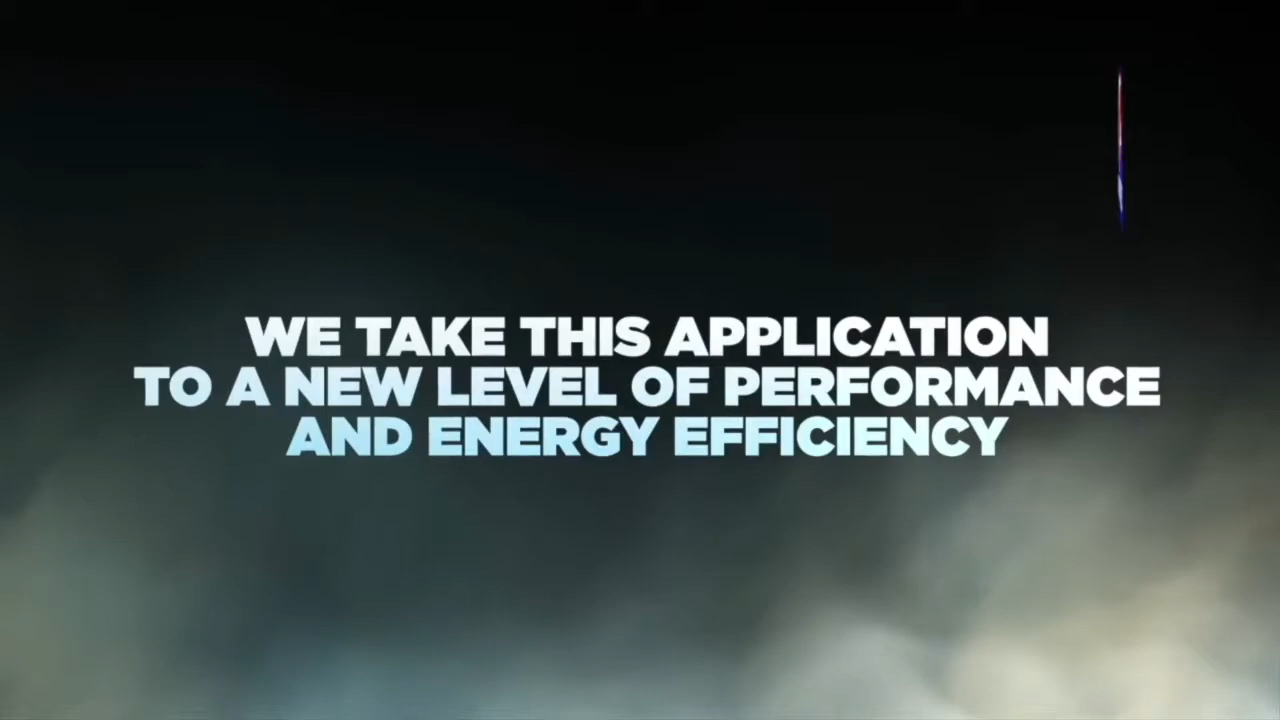 WE TAKE THIS APPLICATION
TO A NEW LEVEL OF PERFORMANCE
AND ENERGY EFFICIENCY